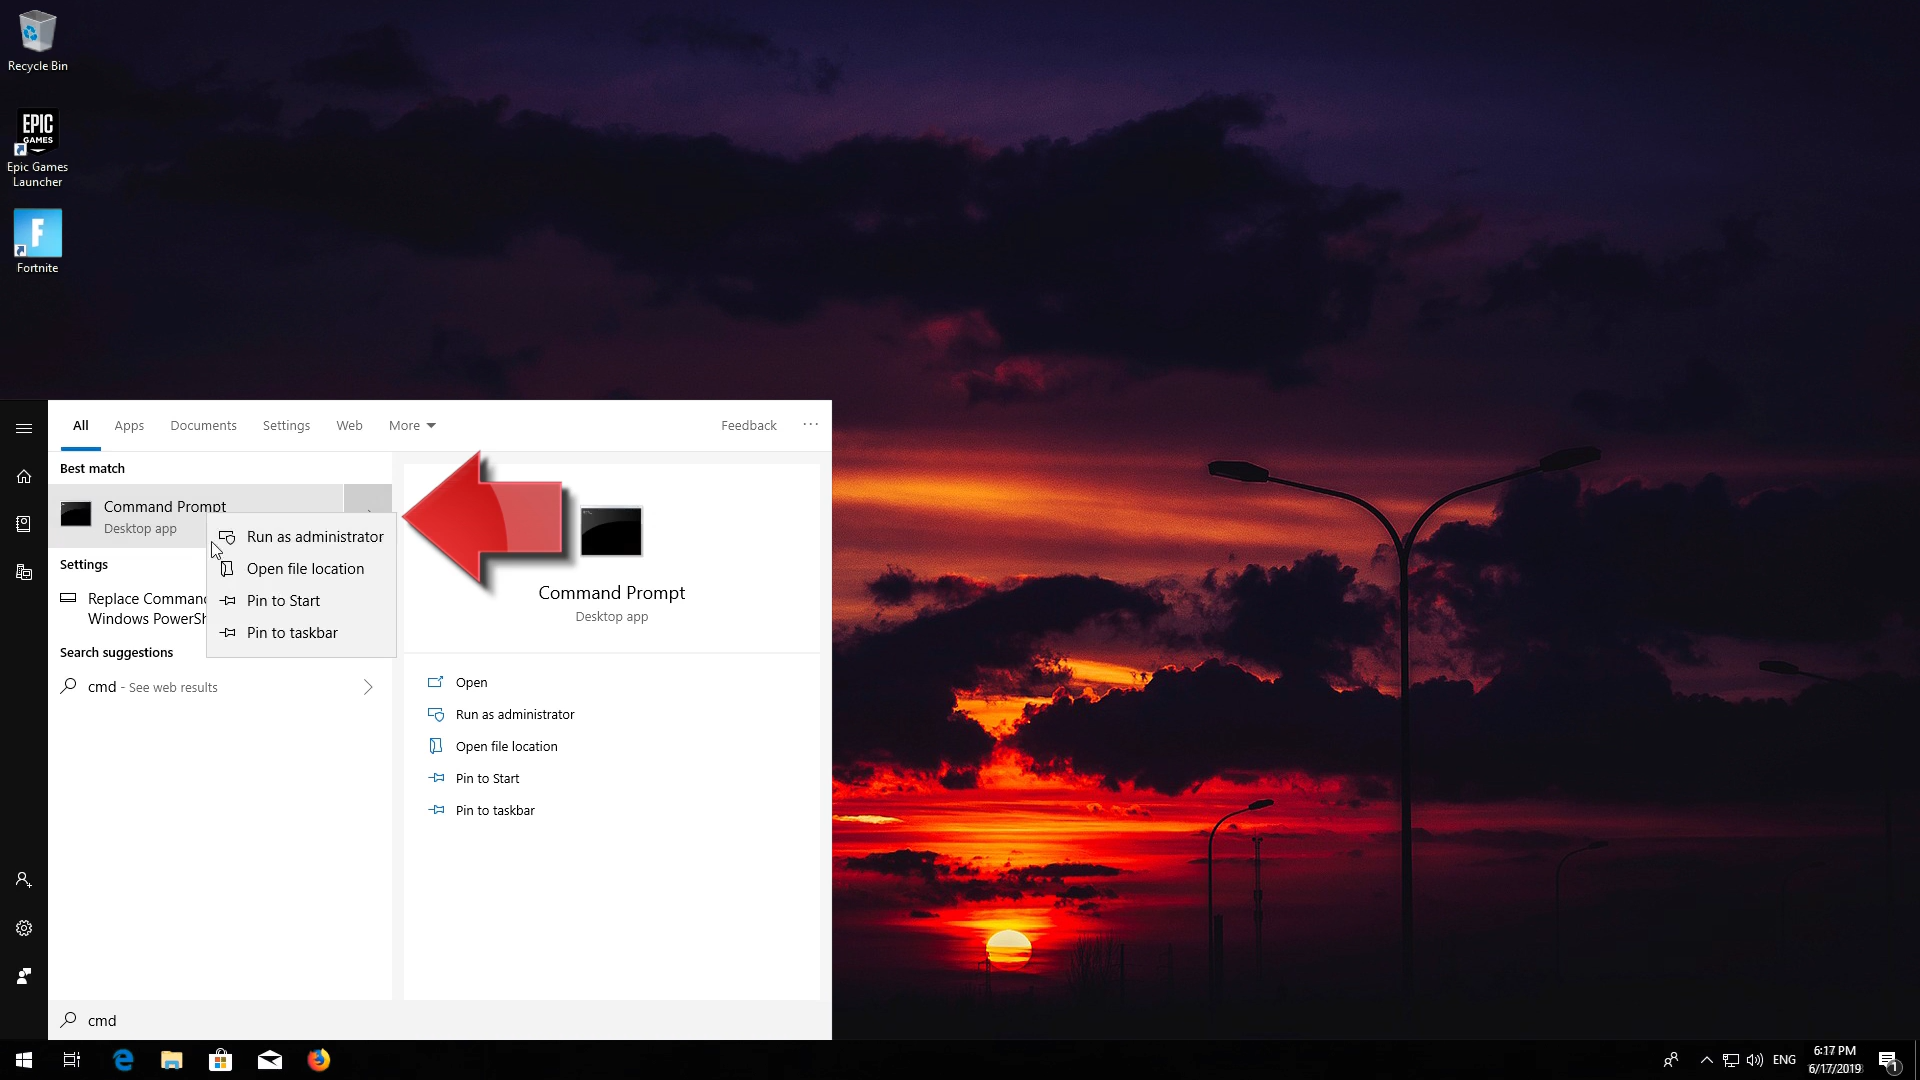 Recycle Bin
EPIC
GAMES
Epic Games
Launcher
F
Fortnite
All
Apps
Documents
Settings
Web
More
Feedback
Best match
Command Prompt
Desktop app
Run as administrator
Open file location
Pin to Start
Pin to taskbar
Settings
Replace Comman
Windows PowerSh
Search suggestions
cmd - See web results
Command Prompt
Desktop app
Open
Run as administrator
Open file location
Pin to Start
Pin to taskbar
cmd
ENG
6:17 PM
6/17/2019
1